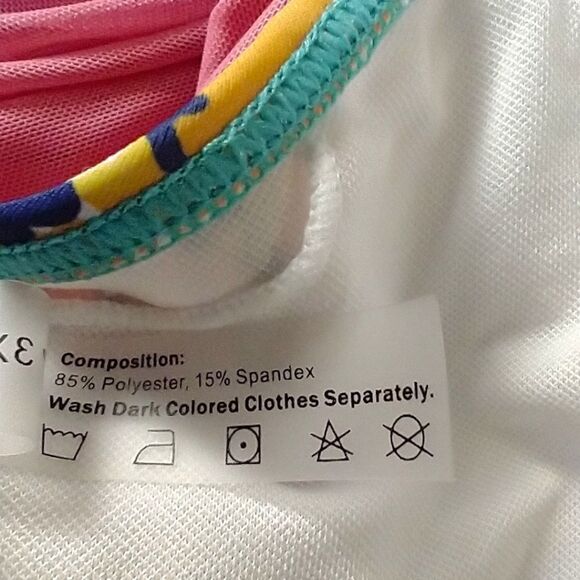 Composition:
85% Polyester, 15% Spandex
Wash Dark Colored Clothes Separately.